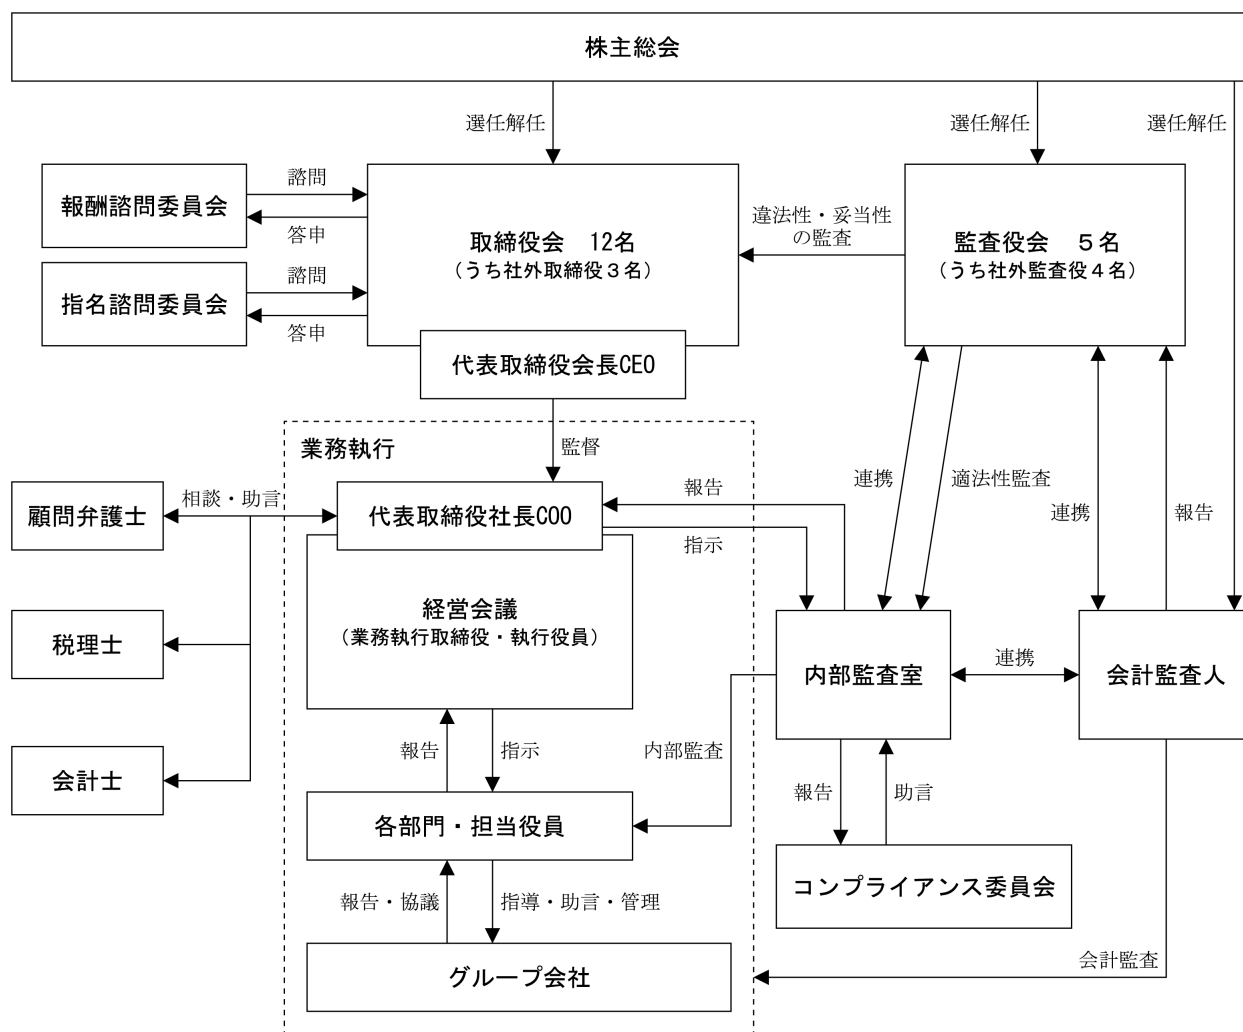 株主総会
選任解任
選任解任
選任解任
報酬諮問委員会
諮問
答申
指名諮問委員会
諮問
答申
取締役会　12名
（うち社外取締役３名）
代表取締役会長CEO
違法性・妥当性
の監査
監査役会　５名
（うち社外監査役４名）
監督
業務執行
顧問弁護士
相談・助言
税理士
会計士
代表取締役社長COO
経営会議
（業務執行取締役・執行役員）
報告
指示
連携
適法性監査
連携
報告
内部監査室
連携
会計監査人
報告
指示
内部監査
各部門・担当役員
報告
助言
コンプライアンス委員会
報告・協議
指導・助言・管理
グループ会社
会計監査